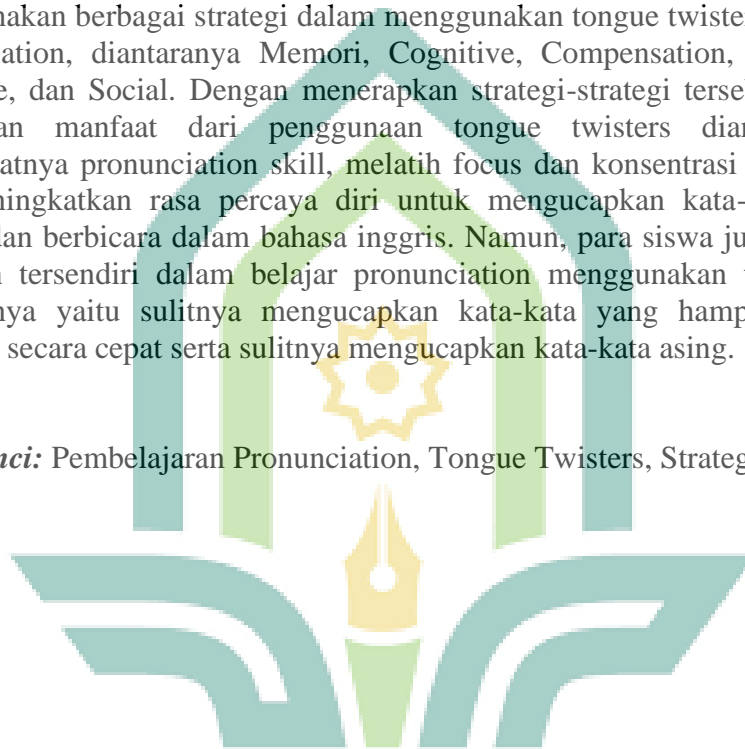 nakan berbagai strategi dalam menggunakan tongue twister
ation, diantaranya Memori, Cognitive, Compensation,
e, dan Social. Dengan menerapkan strategi-strategi terse
an manfaat dari penggunaan tongue twisters diar
atnya pronunciation skill, melatih focus dan konsentrasi
ningkatkan rasa percaya diri untuk mengucapkan kata-
dan berbicara dalam bahasa inggris. Namun, para siswa ju
n tersendiri dalam belajar pronunciation menggunakan
nya yaitu sulitnya mengucapkan kata-kata yang hamp
secara cepat serta sulitnya mengucapkan kata-kata asing.
nci: Pembelajaran Pronunciation, Tongue Twisters, Strateg